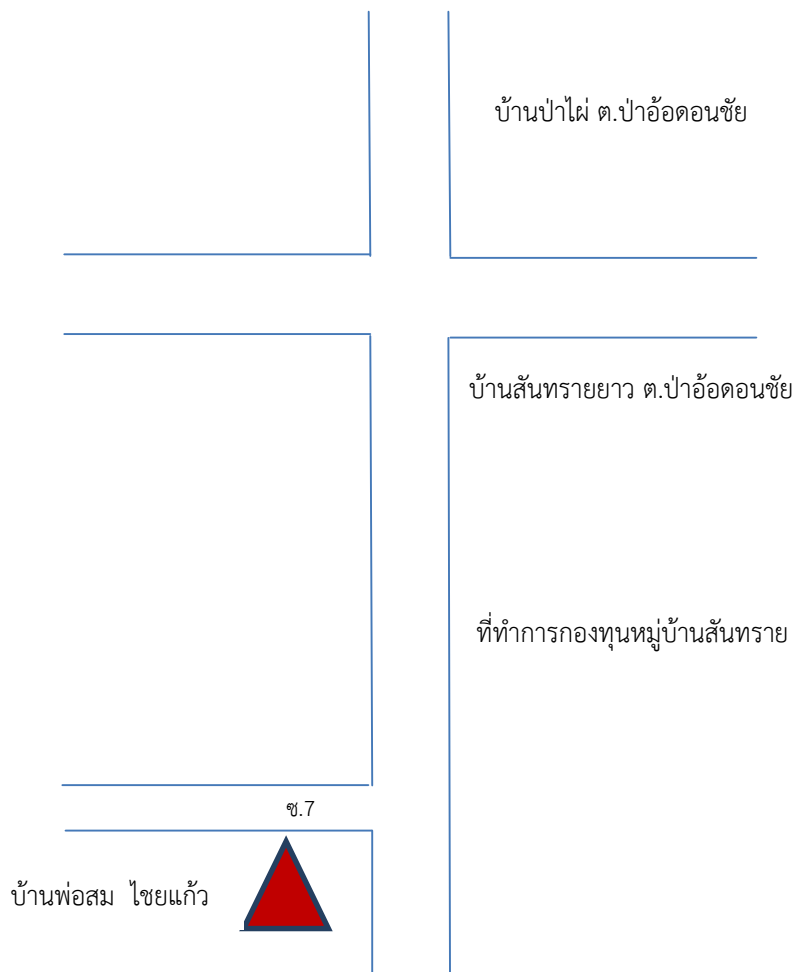 บ้านป่าไผ่ ต.ป่าอ้อดอนชัย
บ้านสันทรายยาว ต.ป่าอ้อดอนชัย
ที่ทำการกองทุนหมู่บ้านสันทราย
ซ.7
บ้านพ่อสม ไชยแก้ว